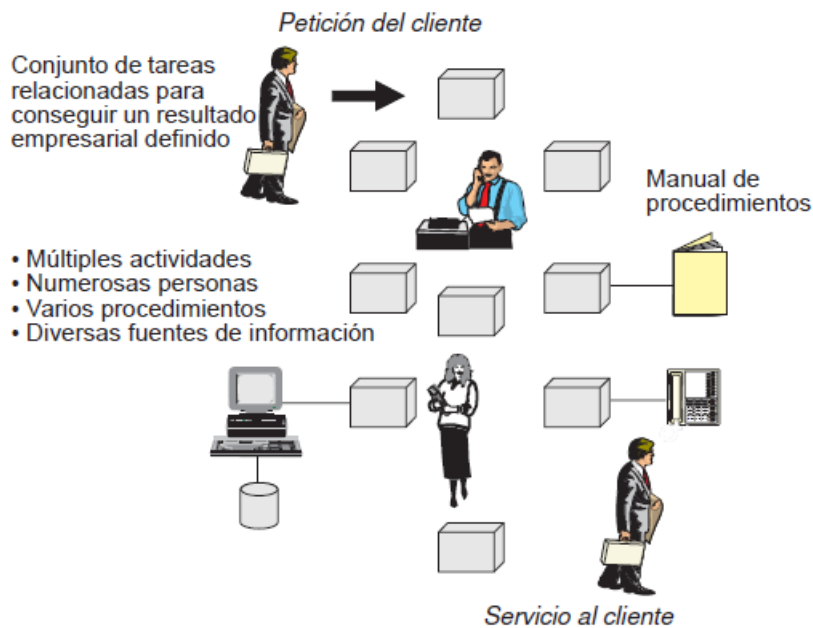 Petición del cliente
Conjunto de tareas
relacionadas para
conseguir un resultado
empresarial definido
Manual de
procedimientos
• Múltiples actividades
• Numerosas personas
• Varios procedimientos
• Diversas fuentes de información
Servicio al cliente